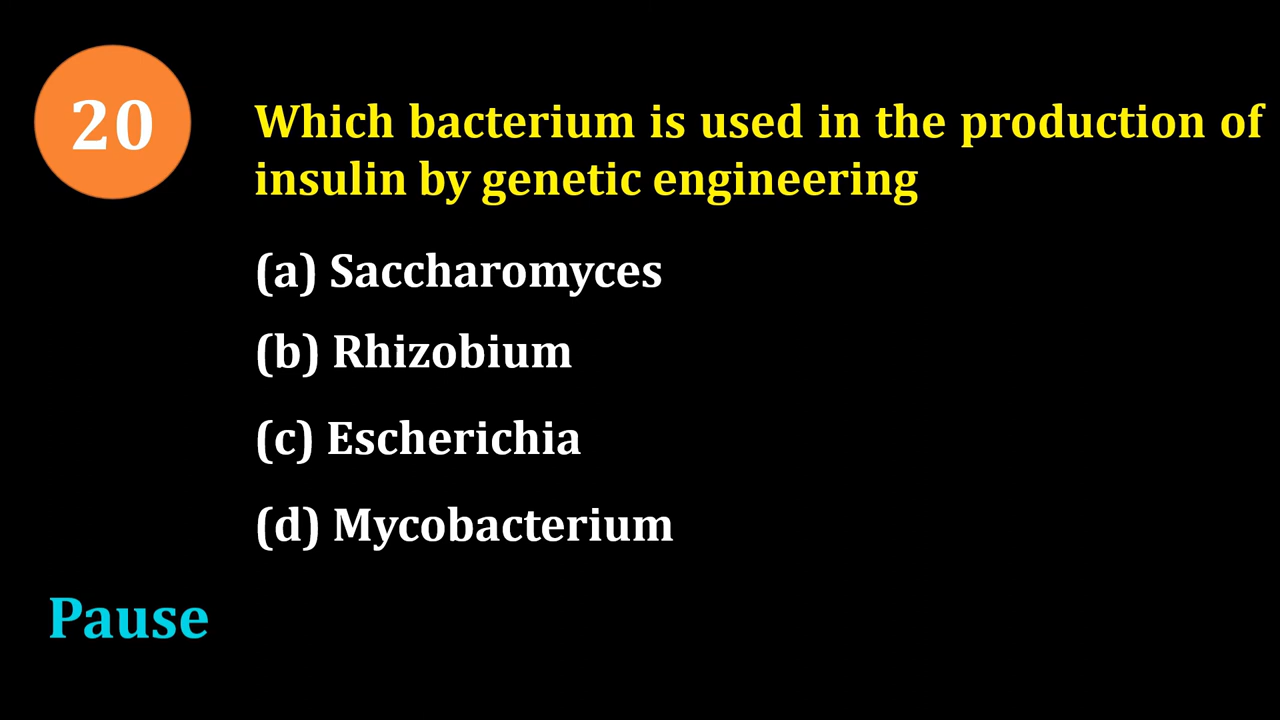 20
Which bacterium is used in the production of
insulin by genetic engineering
(a) Saccharomyces
(b) Rhizobium
(c) Escherichia
(d) Mycobacterium
Pause